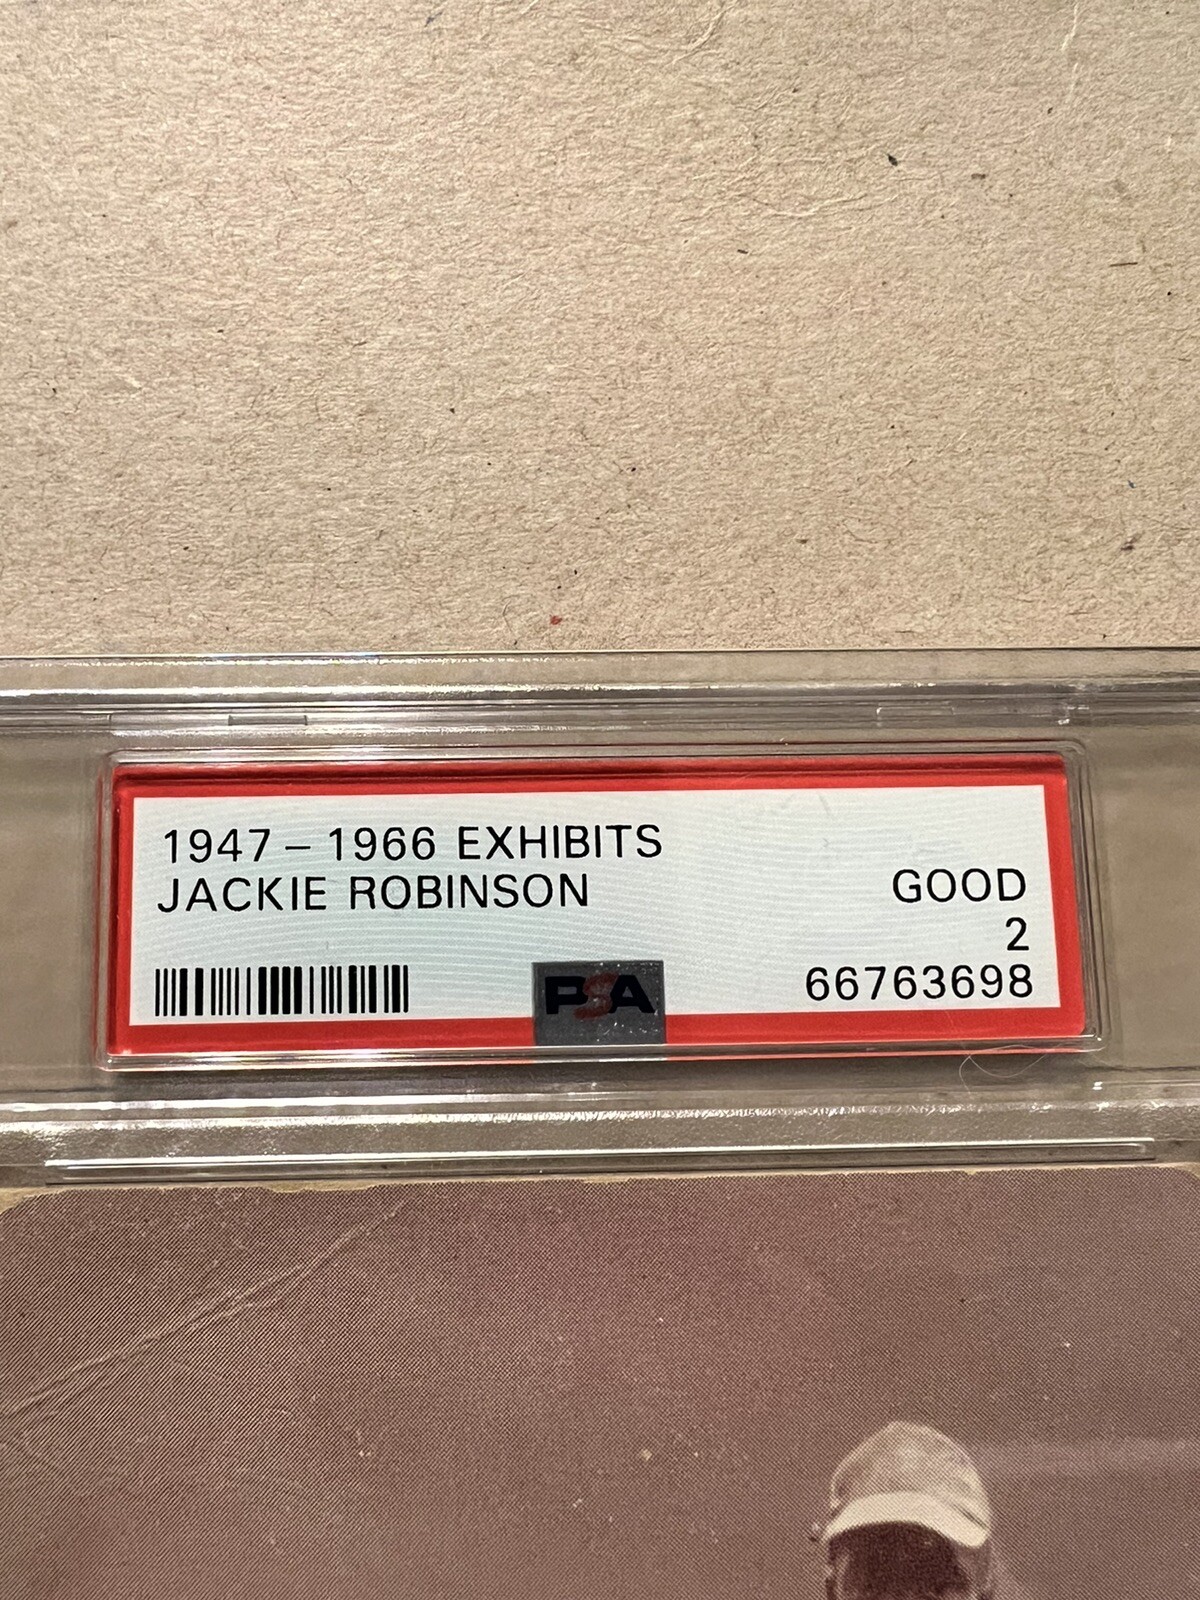 1947 – 1966 EXHIBITS
JACKIE ROBINSON
GOOD
2
PSA
66763698